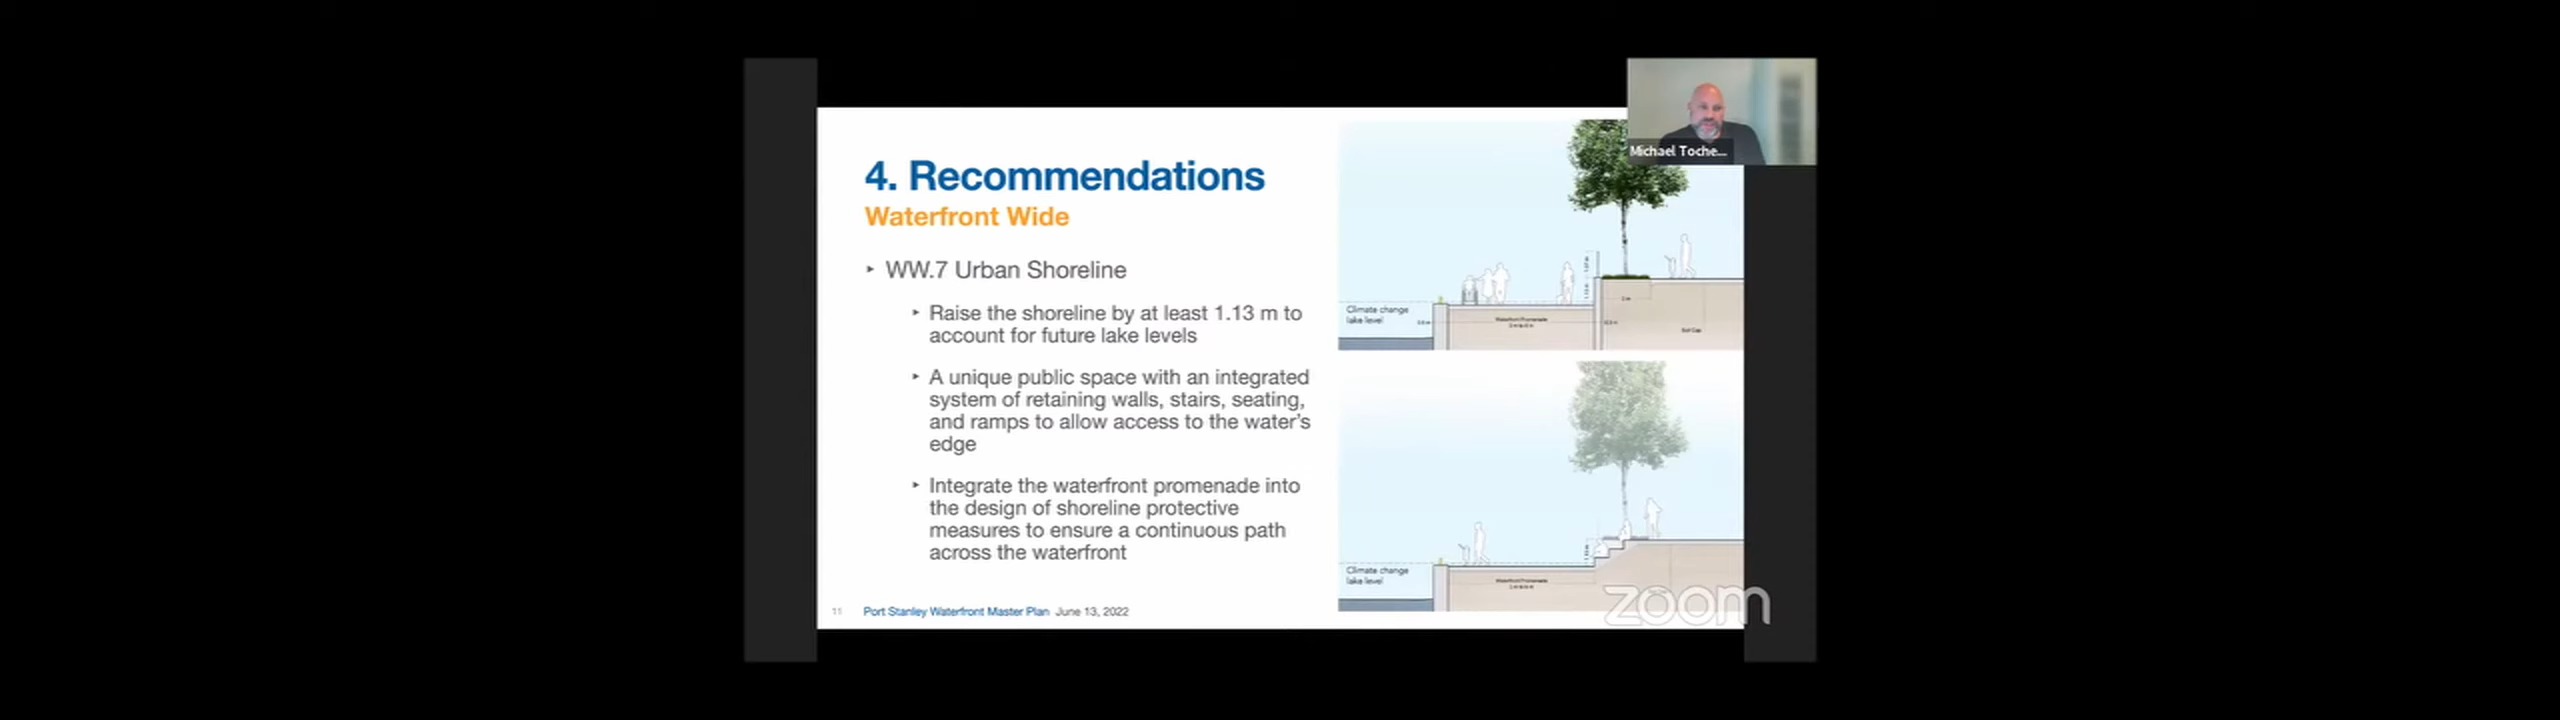 Michael Toche...
4. Recommendations
Waterfront Wide
‣ WW.7 Urban Shoreline
‣ Raise the shoreline by at least 1.13 m to
account for future lake levels
‣ A unique public space with an integrated
system of retaining walls, stairs, seating,
and ramps to allow access to the water's
edge
‣ Integrate the waterfront promenade into
the design of shoreline protective
measures to ensure a continuous path
across the waterfront
11 Port Stanley Waterfront Master Plan June 13, 2022
Climate change
lake level
Waterfront Promenade
2 m
Soil Cap
Climate change
lake level
Waterfront Promenade
zoom